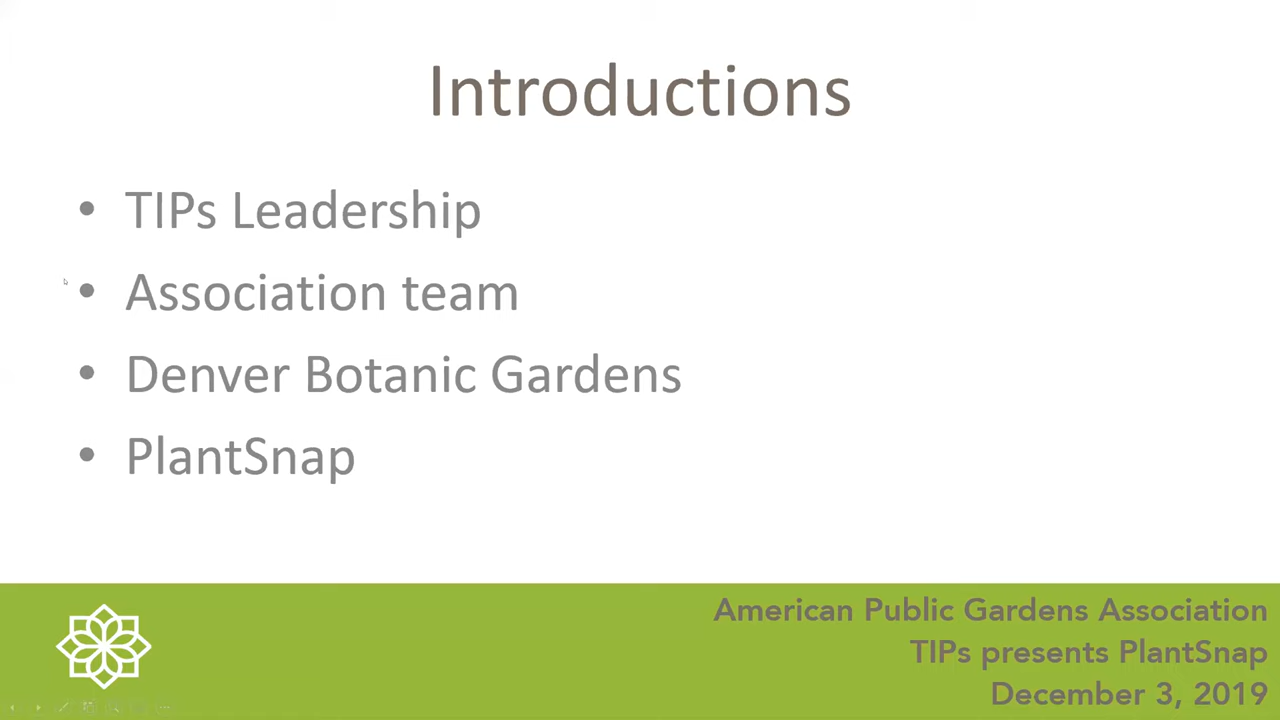 Introductions
• TIPs Leadership
• Association team
• Denver Botanic Gardens
• PlantSnap
American Public Gardens Association
TIPs presents PlantSnap
December 3, 2019